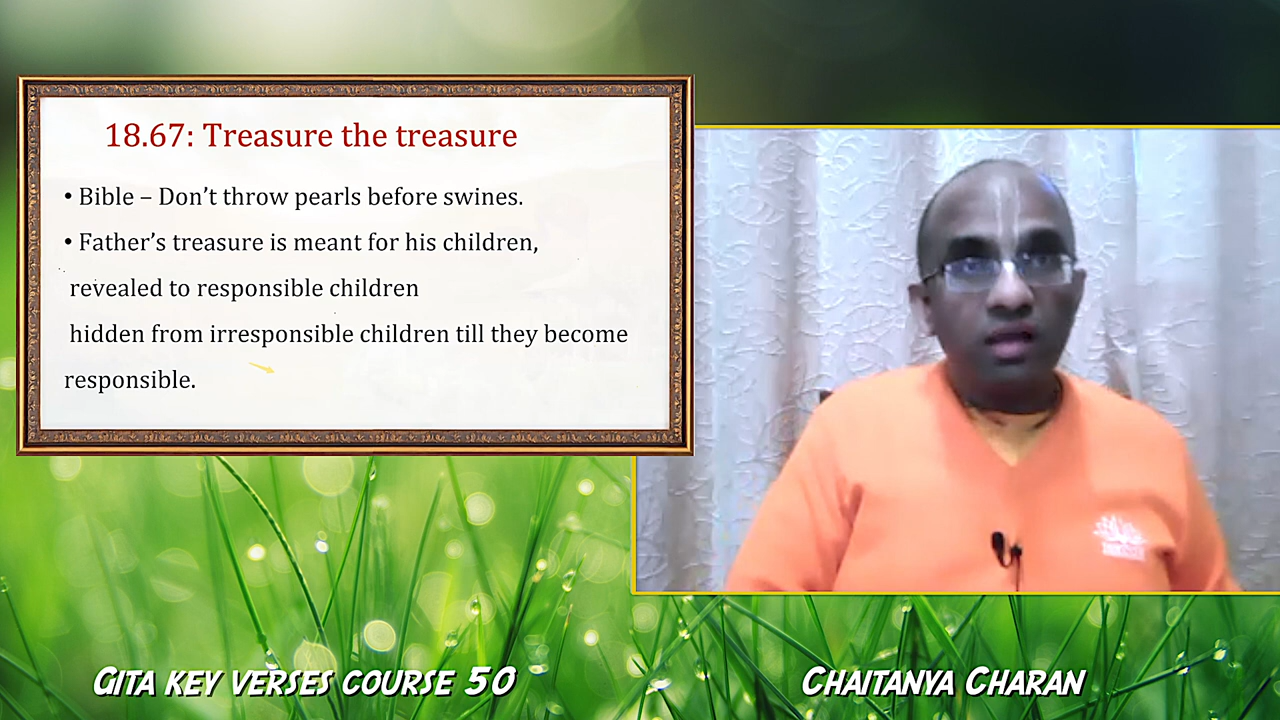 18.67: Treasure the treasure
• Bible – Don’t throw pearls before swines.
• Father’s treasure is meant for his children,
revealed to responsible children
hidden from irresponsible children till they become
responsible.
GITA KEY VERSES COURSE 50
CHAITANYA CHARAN